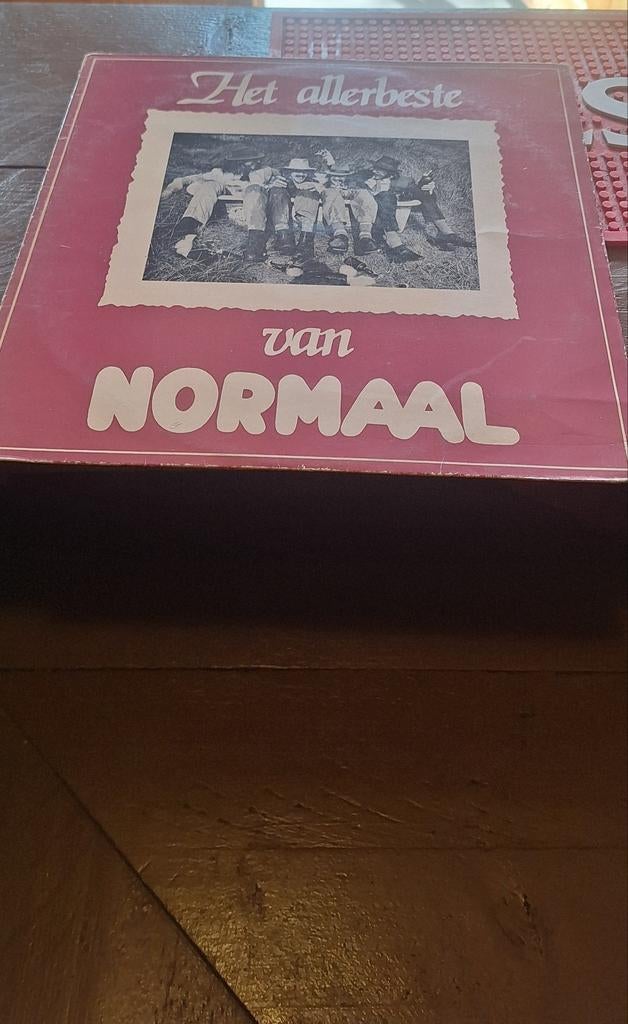 Het allerbeste
S
van
NORMAAL